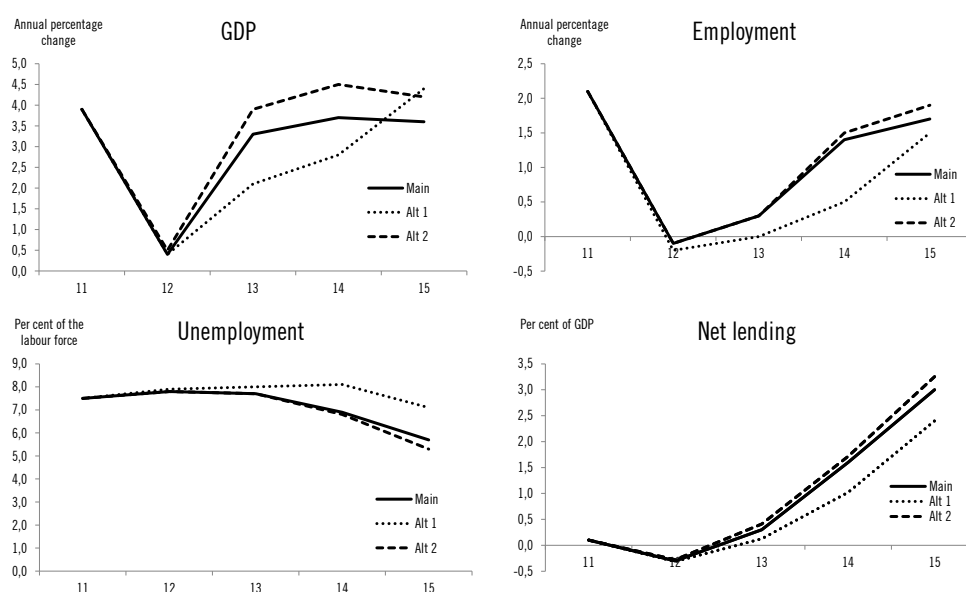 Annual percentage
change
GDP
5,0
4,5
4,0
3,5
3,0
2,5
2,0
1,5
1,0
0,5
0,0
11 12 13 14 15
Main
Alt 1
Alt 2
Annual percentage
change
Employment
2,5
2,0
1,5
1,0
0,5
0,0
-0,5
11 12 13 14 15
Main
Alt 1
Alt 2
Per cent of the
labour force
Unemployment
9,0
8,0
7,0
6,0
5,0
4,0
3,0
2,0
1,0
0,0
11 12 13 14 15
Main
Alt 1
Alt 2
Per cent of GDP
Net lending
3,5
3,0
2,5
2,0
1,5
1,0
0,5
0,0
-0,5
11 12 13 14 15
Main
Alt 1
Alt 2